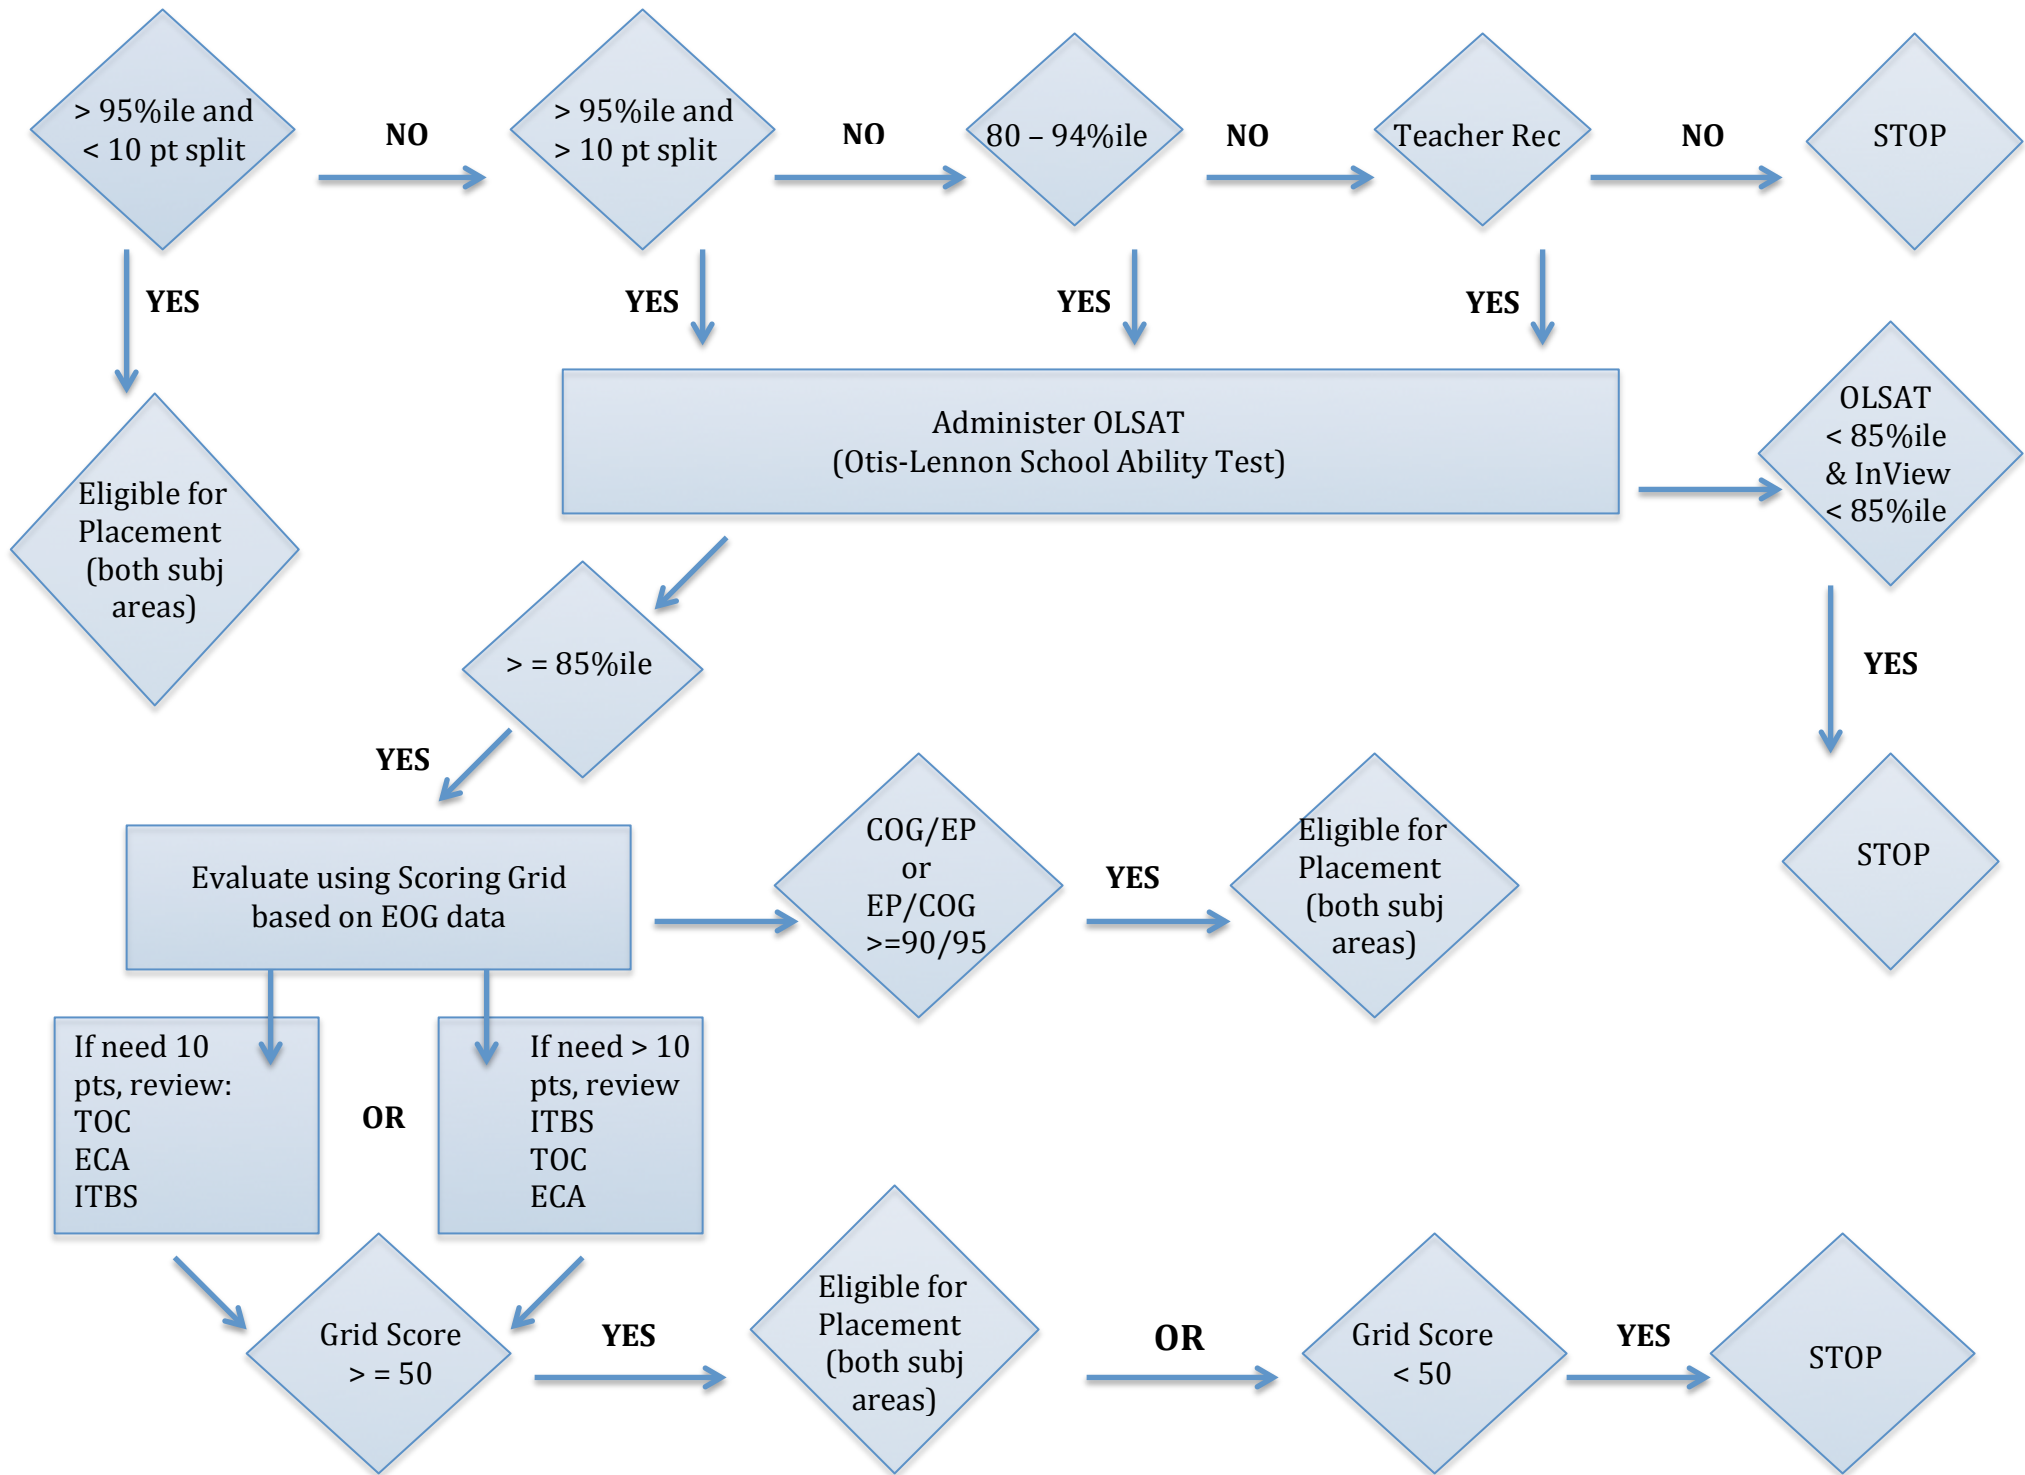 > 95%ile and
< 10 pt split
NO
> 95%ile and
> 10 pt split
NO
80 – 94%ile
NO
Teacher Rec
NO
STOP
YES
YES
YES
YES
Eligible for
Placement
(both subj
areas)
Administer OLSAT
(Otis-Lennon School Ability Test)
OLSAT
< 85%ile
& InView
< 85%ile
> = 85%ile
YES
YES
STOP
Evaluate using Scoring Grid
based on EOG data
COG/EP
or
EP/COG
>=90/95
YES
Eligible for
Placement
(both subj
areas)
If need 10
pts, review:
TOC
ECA
ITBS
OR
If need > 10
pts, review
ITBS
TOC
ECA
Grid Score
> = 50
YES
Eligible for
Placement
(both subj
areas)
OR
Grid Score
< 50
YES
STOP